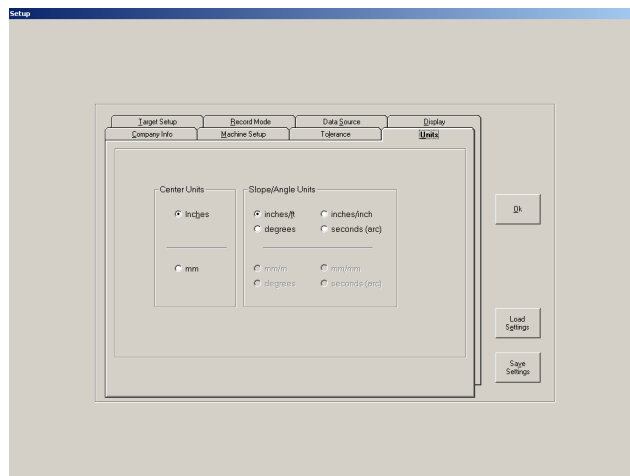 Setup
Target Setup Record Mode Data Source Display
Company Info Machine Setup Tolerance Units
Center Units
Inches
mm
Slope/Angle Units
inches/ft inches/inch
degrees seconds (arc)
mm/m mm/mm
degrees seconds (arc)
Ok
Load
Settings
Save
Settings